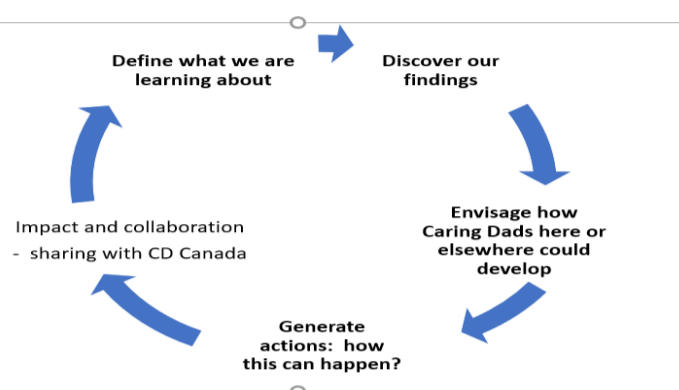 Define what we are
learning about
Discover our
findings
Envisage how
Caring Dads here or
elsewhere could
develop
Generate
actions:  how
this can happen?
Impact and collaboration
-  sharing with CD Canada